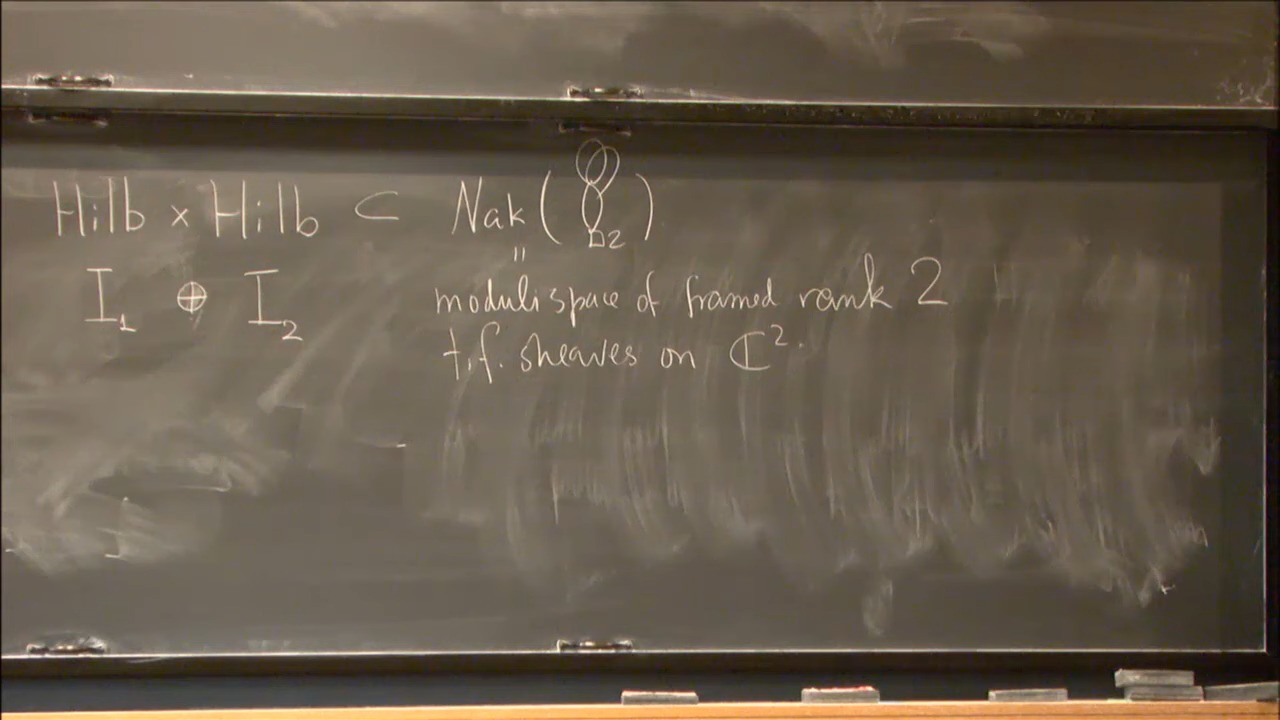 Hilb × Hilb ⊂ Nak ( 2 )
"
I₁ ⊕ I₂ moduli space of framed rank 2
t.f. sheaves on ℂ².